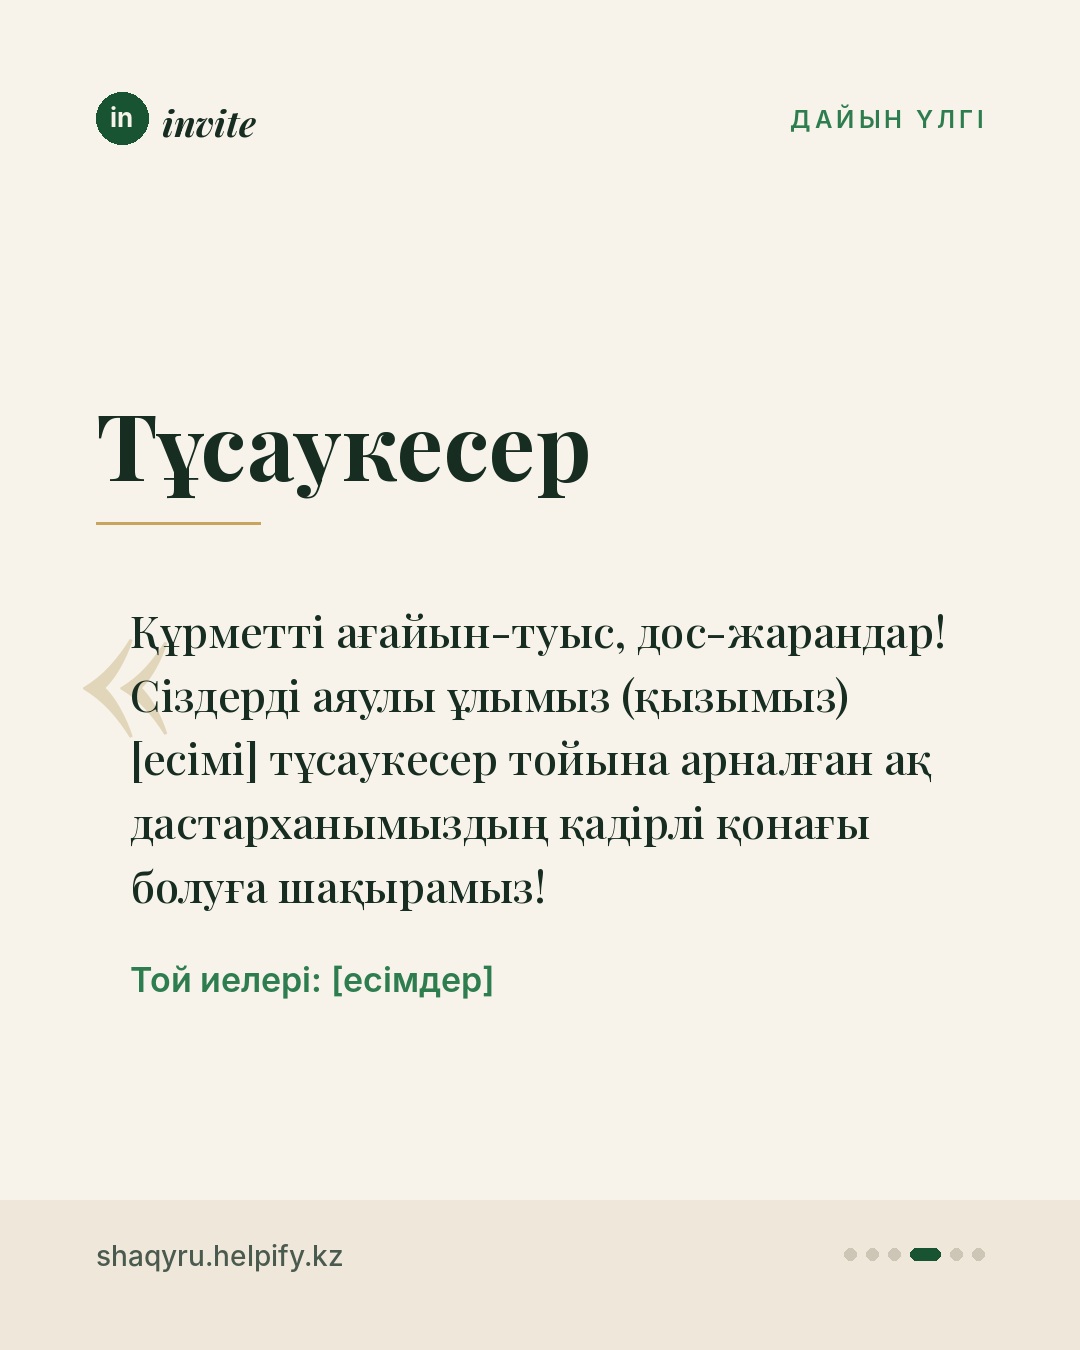 in invite
ДАЙЫН ҮЛГІ
Тұсаукесер
«
Құрметті ағайын-туыс, дос-жарандар!
Сіздерді аяулы ұлымыз (қызымыз)
[есімі] тұсаукесер тойына арналған ақ
дастарханымыздың қадірлі қонағы
болуға шақырамыз!
Той иелері: [есімдер]
shaqyru.helpify.kz